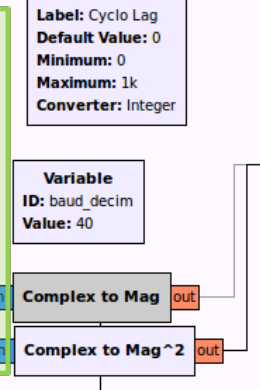 Label: Cyclo Lag
Default Value: 0
Minimum: 0
Maximum: 1k
Converter: Integer
Variable
ID: baud_decim
Value: 40
Complex to Mag out
Complex to Mag^2 out